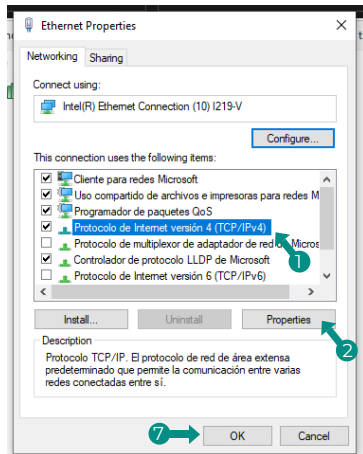 Ethernet Properties
Networking Sharing
Connect using:
Intel(R) Ethernet Connection (10) I219-V
Configure...
This connection uses the following items:
Cliente para redes Microsoft
Uso compartido de archivos e impresoras para redes M
Programador de paquetes QoS
Protocolo de Internet versión 4 (TCP/IPv4)
Protocolo de multiplexor de adaptador de red de Micros
1
Controlador de protocolo LLDP de Microsoft
Protocolo de Internet versión 6 (TCP/IPv6)
Install... Uninstall Properties
2
Description
Protocolo TCP/IP. El protocolo de red de área extensa
predeterminado que permite la comunicación entre varias
redes conectadas entre sí.
7
OK Cancel